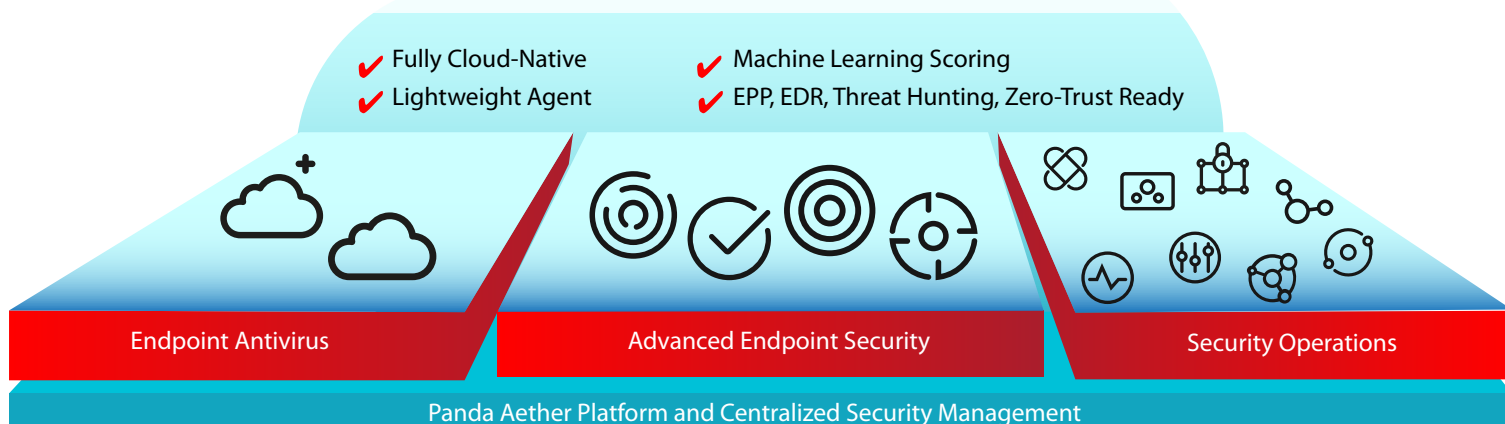 Fully Cloud-Native
Lightweight Agent
Machine Learning Scoring
EPP, EDR, Threat Hunting, Zero-Trust Ready
Endpoint Antivirus
Advanced Endpoint Security
Security Operations
Panda Aether Platform and Centralized Security Management